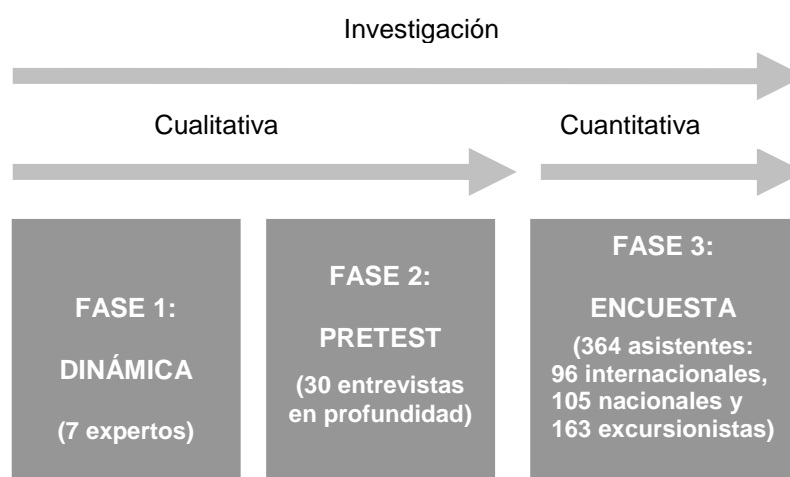 Investigación
Cualitativa
Cuantitativa
FASE 1:
DINÁMICA
(7 expertos)
FASE 2:
PRETEST
(30 entrevistas
en profundidad)
FASE 3:
ENCUESTA
(364 asistentes:
96 internacionales,
105 nacionales y
163 excursionistas)